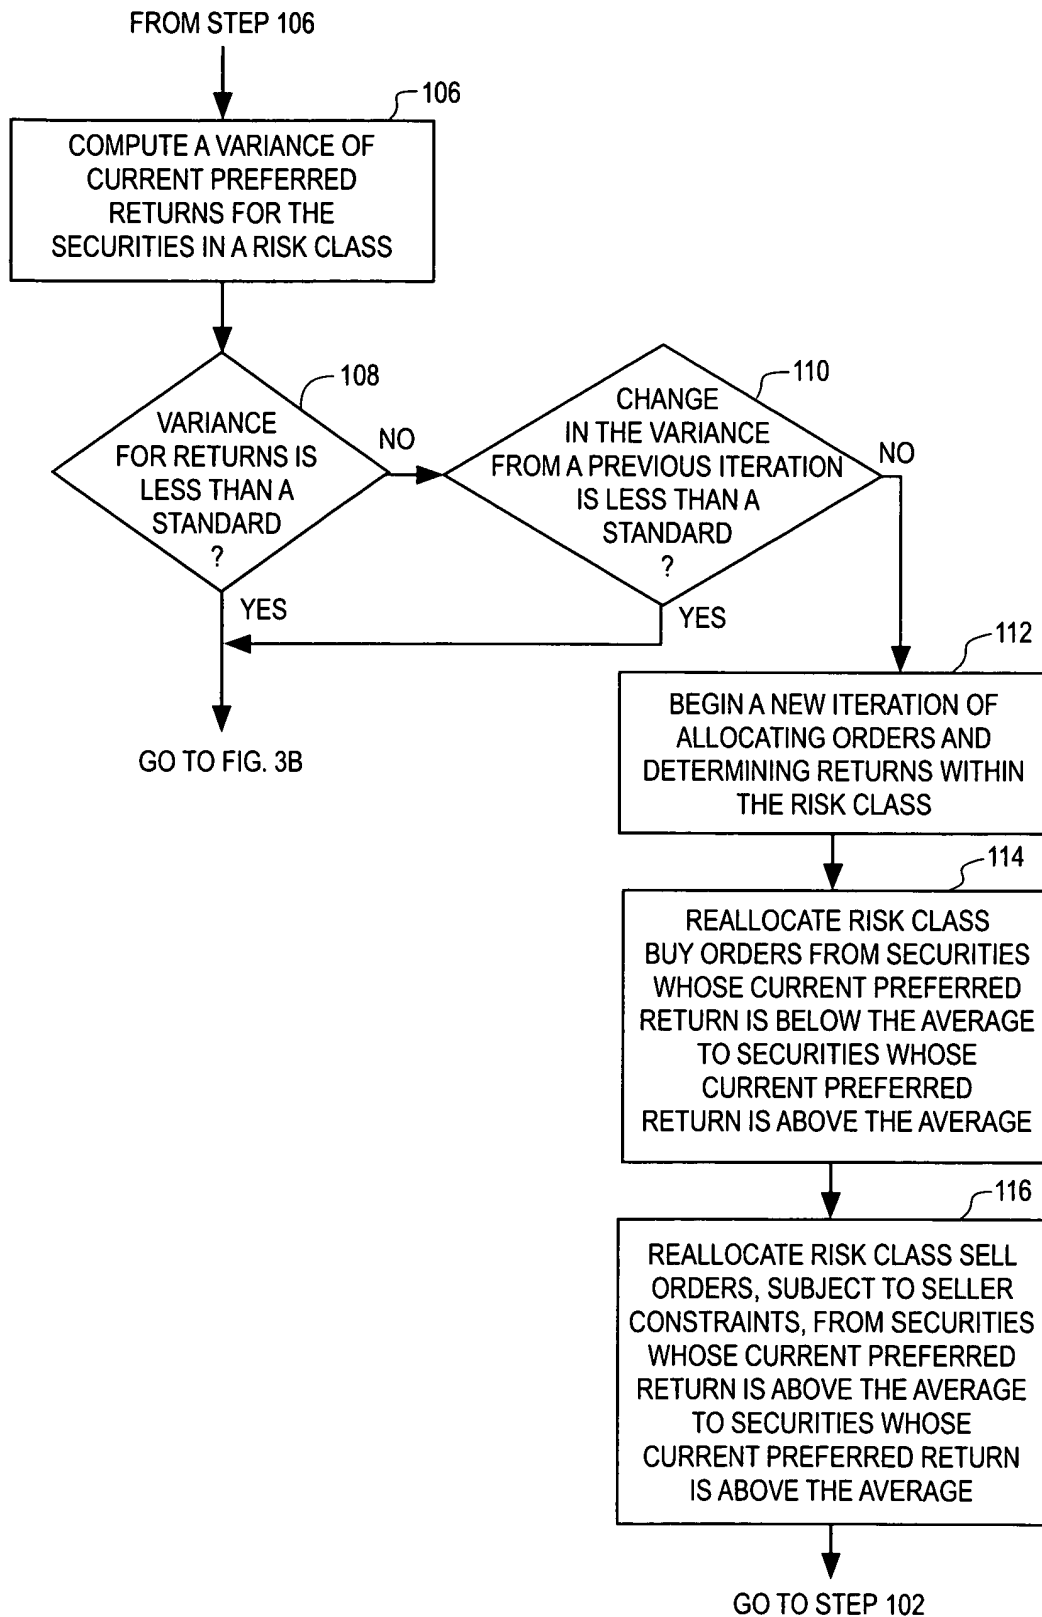 FROM STEP 106
106
COMPUTE A VARIANCE OF
CURRENT PREFERRED
RETURNS FOR THE
SECURITIES IN A RISK CLASS
108
VARIANCE
FOR RETURNS IS
LESS THAN A
STANDARD
?
NO
YES
110
CHANGE
IN THE VARIANCE
FROM A PREVIOUS ITERATION
IS LESS THAN A
STANDARD
?
NO
YES
GO TO FIG. 3B
112
BEGIN A NEW ITERATION OF
ALLOCATING ORDERS AND
DETERMINING RETURNS WITHIN
THE RISK CLASS
114
REALLOCATE RISK CLASS
BUY ORDERS FROM SECURITIES
WHOSE CURRENT PREFERRED
RETURN IS BELOW THE AVERAGE
TO SECURITIES WHOSE
CURRENT PREFERRED
RETURN IS ABOVE THE AVERAGE
116
REALLOCATE RISK CLASS SELL
ORDERS, SUBJECT TO SELLER
CONSTRAINTS, FROM SECURITIES
WHOSE CURRENT PREFERRED
RETURN IS ABOVE THE AVERAGE
TO SECURITIES WHOSE
CURRENT PREFERRED RETURN
IS ABOVE THE AVERAGE
GO TO STEP 102